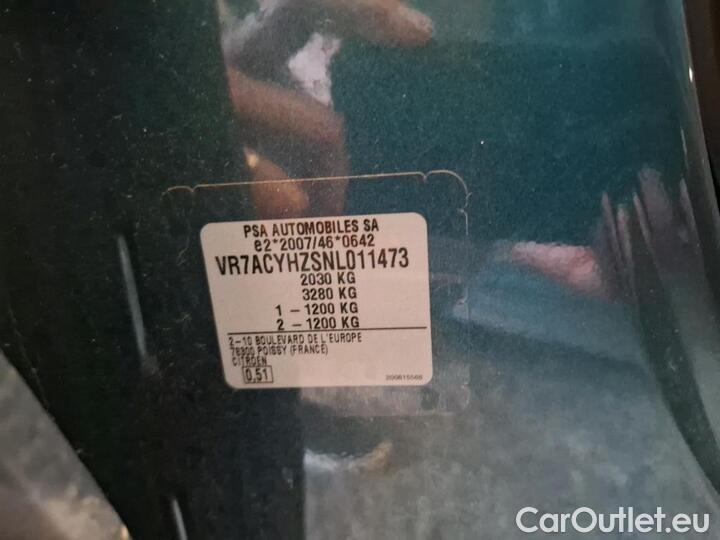 PSA AUTOMOBILES SA
e2*2007/46*0642
VR7ACYHZSNL011473
2030 KG
3280 KG
1 - 1200 KG
2 - 1200 KG
2-10 BOULEVARD DE L'EUROPE
78300 POISSY (FRANCE)
CITROEN
0,51
200615568
CarOutlet.eu